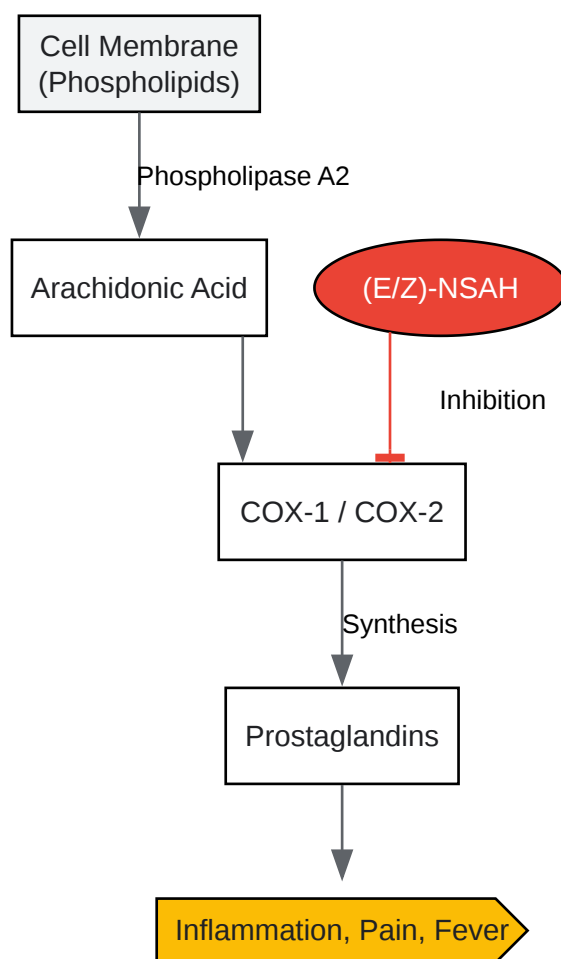 Cell Membrane
(Phospholipids)
Phospholipase A2
Arachidonic Acid
(E/Z)-NSAH
Inhibition
COX-1 / COX-2
Synthesis
Prostaglandins
Inflammation, Pain, Fever